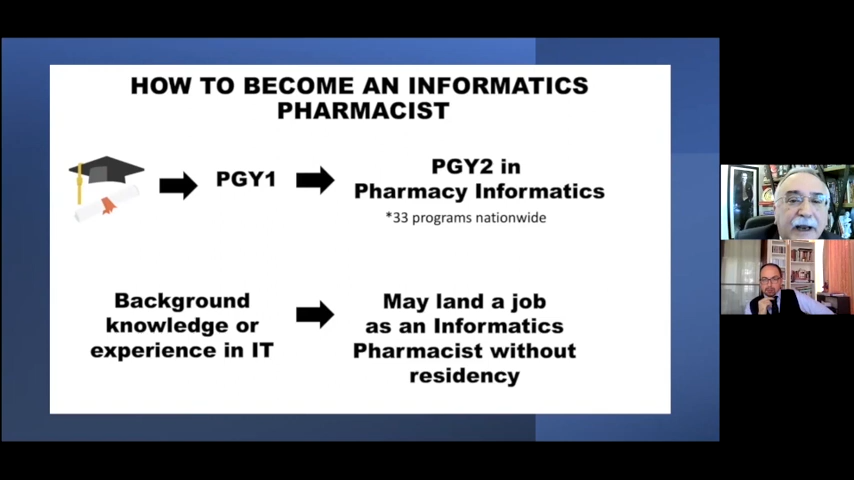 HOW TO BECOME AN INFORMATICS
PHARMACIST
PGY1
PGY2 in
Pharmacy Informatics
*33 programs nationwide
Background
knowledge or
experience in IT
May land a job
as an Informatics
Pharmacist without
residency